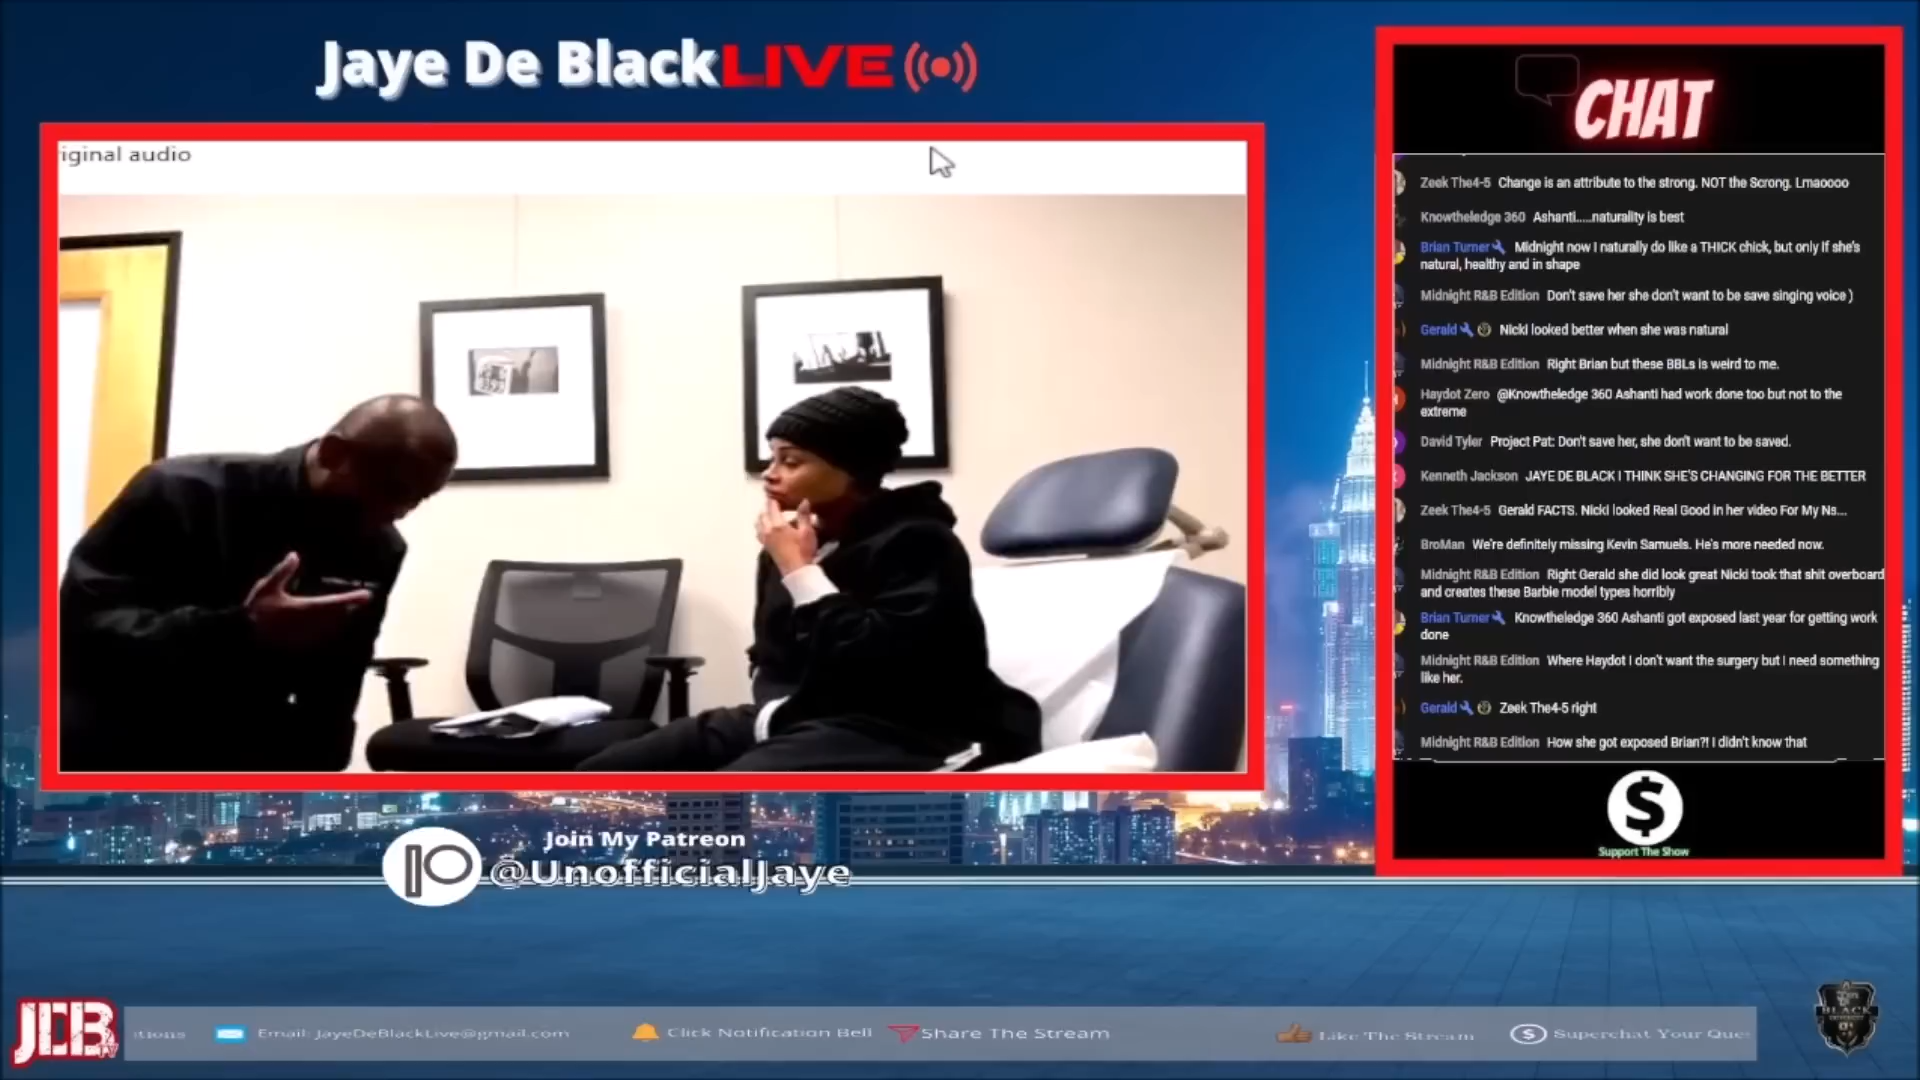 Jaye De Black LIVE
iginal audio
CHAT
Zeek The4-5 Change is an attribute to the strong. NOT the Scrong. Lmaoooo
Knowtheledge 360 Ashanti.....naturality is best
Brian Turner Midnight now I naturally do like a THICK chick, but only if she's
natural, healthy and in shape
Midnight R&B Edition Don't save her she don't want to be save singing voice )
Gerald Nicki looked better when she was natural
Midnight R&B Edition Right Brian but these BBLs is weird to me.
Haydot Zero @Knowtheledge 360 Ashanti had work done too but not to the
extreme
David Tyler Project Pat: Don't save her, she don't want to be saved.
Kenneth Jackson JAYE DE BLACK I THINK SHE'S CHANGING FOR THE BETTER
Zeek The4-5 Gerald FACTS. Nicki looked Real Good in her video For My Ns...
BroMan We're definitely missing Kevin Samuels. He's more needed now.
Midnight R&B Edition Right Gerald she did look great Nicki took that shit overboard
and creates these Barbie model types horribly
Brian Turner Knowtheledge 360 Ashanti got exposed last year for getting work
done
Midnight R&B Edition Where Haydot I don't want the surgery but I need something
like her.
Gerald Zeek The4-5 right
Midnight R&B Edition How she got exposed Brian?! I didn't know that
$
Support The Show
Join My Patreon
@UnofficialJaye
JDB TV
tions Email: JayeDeBlackLive@gmail.com Click Notification Bell Share The Stream Like The Stream $ Superchat Your Ques
BLACK